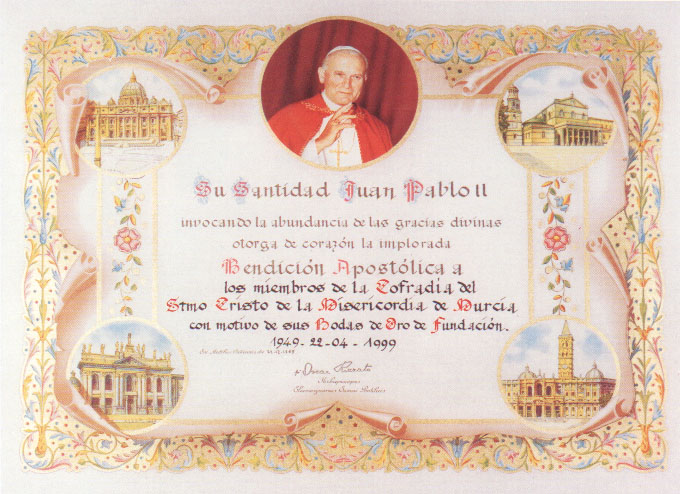 Su Santidad Juan Pablo II
invocando la abundancia de las gracias divinas
otorga de corazón la implorada
Bendición Apostólica a
los miembros de la Cofradía del
Stmo Cristo de la Misericordia de Murcia
con motivo de sus Bodas de Oro de Fundación.
1949-22-04-1999